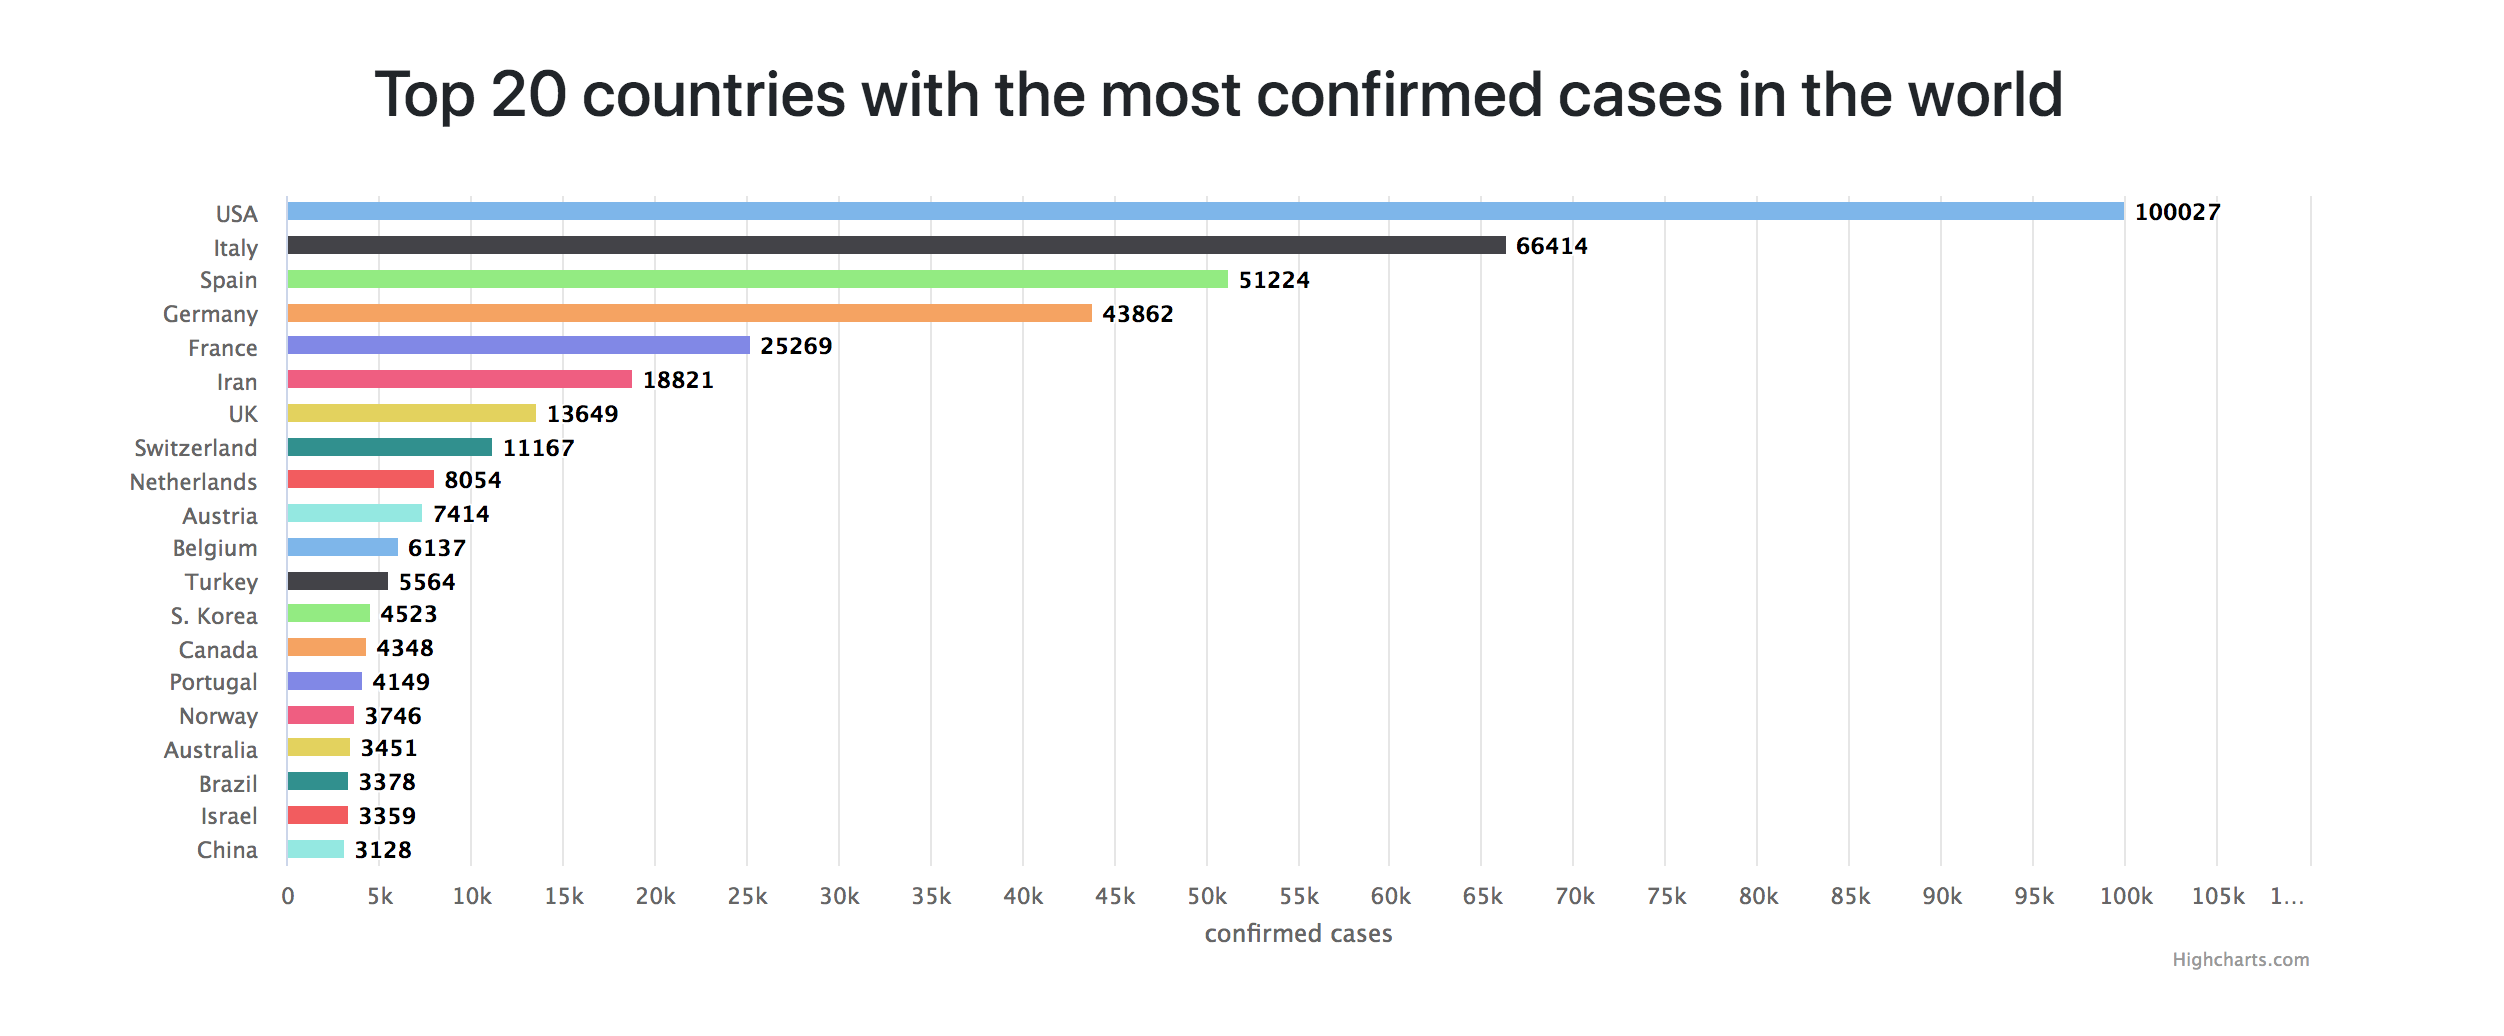 Top 20 countries with the most confirmed cases in the world
USA 100027
Italy 66414
Spain 51224
Germany 43862
France 25269
Iran 18821
UK 13649
Switzerland 11167
Netherlands 8054
Austria 7414
Belgium 6137
Turkey 5564
S. Korea 4523
Canada 4348
Portugal 4149
Norway 3746
Australia 3451
Brazil 3378
Israel 3359
China 3128
0 5k 10k 15k 20k 25k 30k 35k 40k 45k 50k 55k 60k 65k 70k 75k 80k 85k 90k 95k 100k 105k 1...
confirmed cases
Highcharts.com